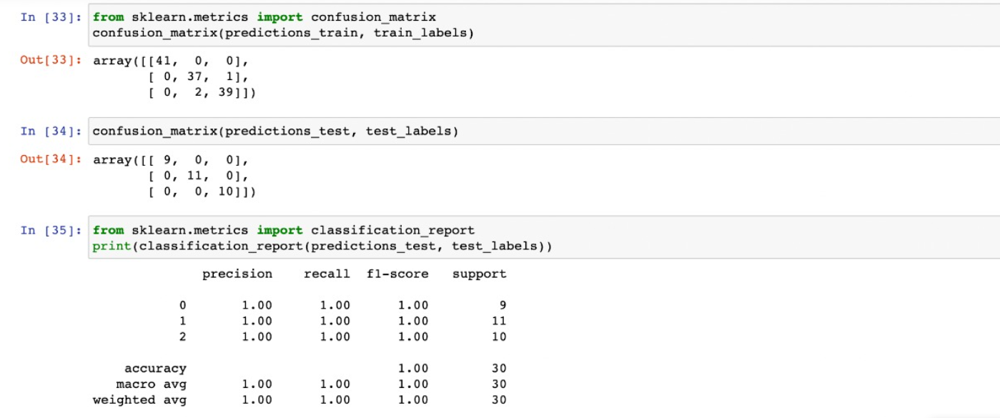 In [33]: from sklearn.metrics import confusion_matrix
confusion_matrix(predictions_train, train_labels)
Out[33]: array([[41, 0, 0],
[ 0, 37, 1],
[ 0, 2, 39]])
In [34]: confusion_matrix(predictions_test, test_labels)
Out[34]: array([[ 9, 0, 0],
[ 0, 11, 0],
[ 0, 0, 10]])
In [35]: from sklearn.metrics import classification_report
print(classification_report(predictions_test, test_labels))
precision recall f1-score support
0 1.00 1.00 1.00 9
1 1.00 1.00 1.00 11
2 1.00 1.00 1.00 10
accuracy 1.00 30
macro avg 1.00 1.00 1.00 30
weighted avg 1.00 1.00 1.00 30